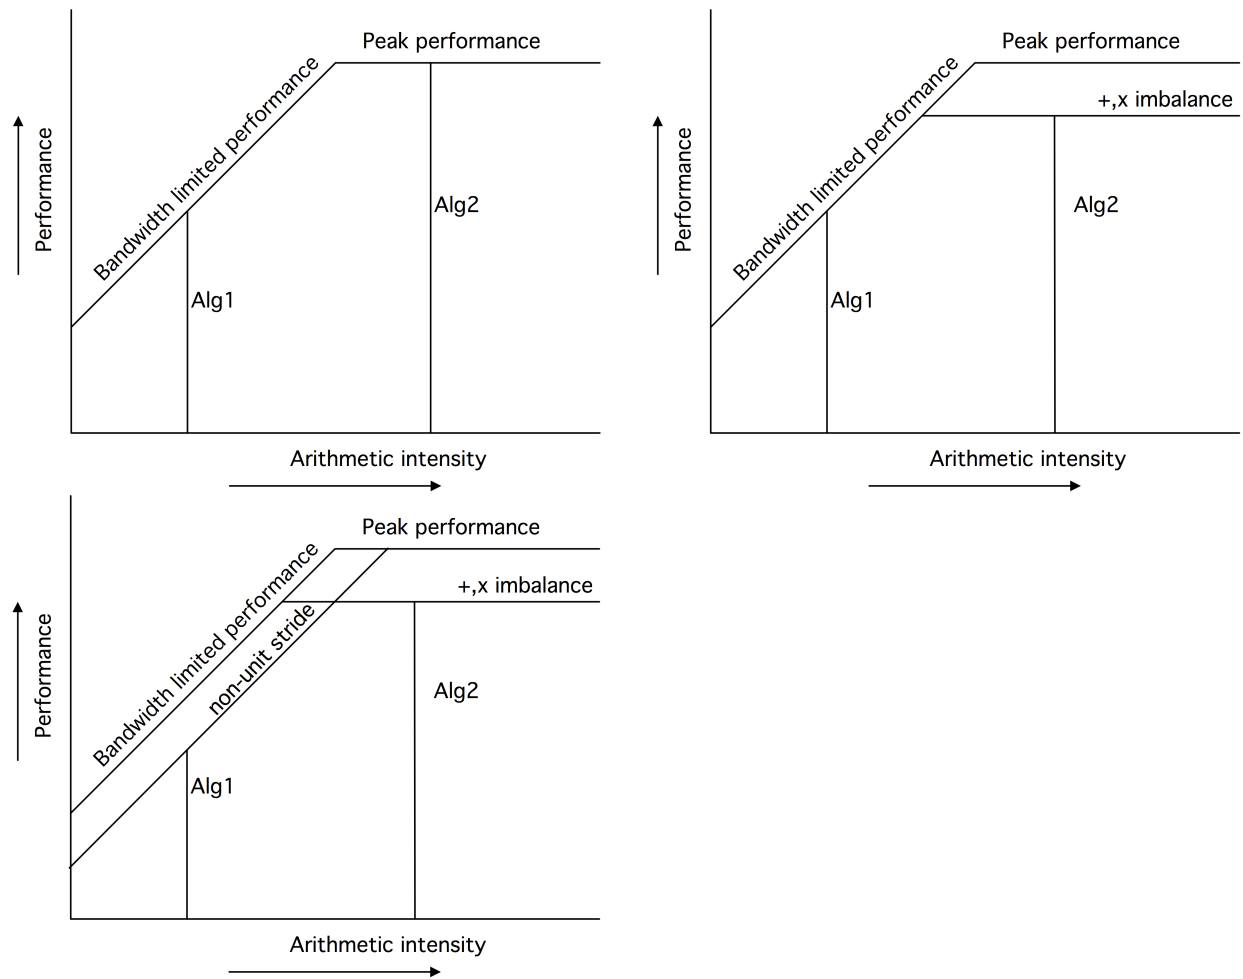 Peak performance
Bandwidth limited performance
Performance
Alg2
Alg1
Arithmetic intensity
Peak performance
+,x imbalance
Bandwidth limited performance
Performance
Alg2
Alg1
Arithmetic intensity
Peak performance
+,x imbalance
Bandwidth limited performance
non-unit stride
Performance
Alg2
Alg1
Arithmetic intensity